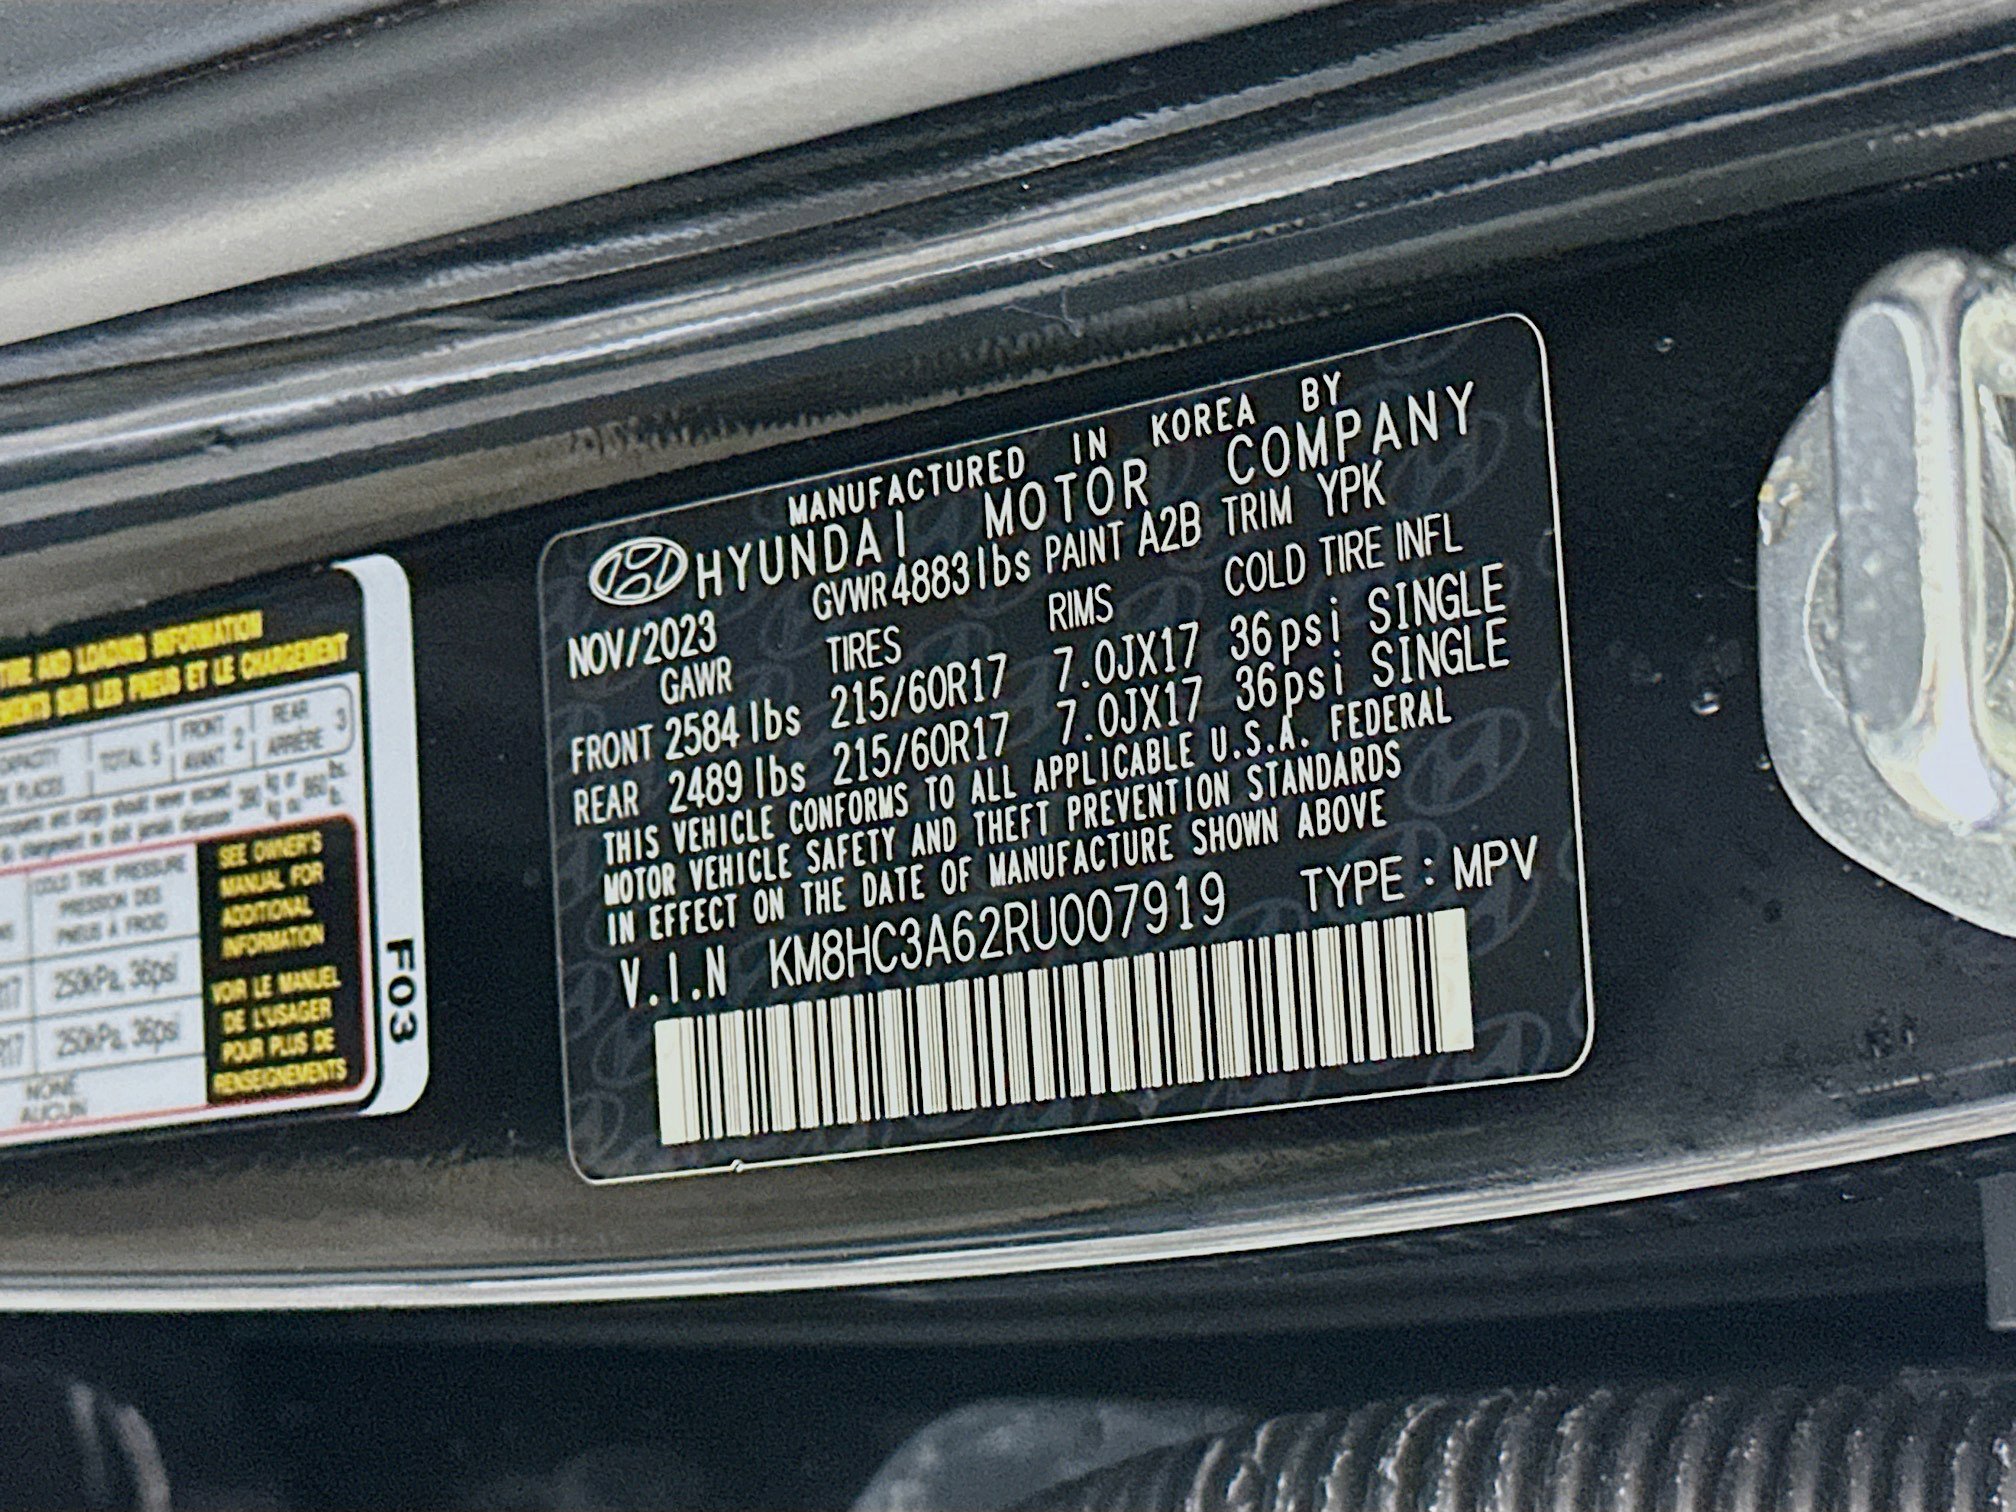 MANUFACTURED IN KOREA BY
HYUNDAI MOTOR COMPANY
NOV/2023 GVWR 4883 lbs PAINT A2B TRIM YPK
GAWR TIRES RIMS COLD TIRE INFL
FRONT 2584 lbs 215/60R17 7.0JX17 36psi SINGLE
REAR 2489 lbs 215/60R17 7.0JX17 36psi SINGLE
THIS VEHICLE CONFORMS TO ALL APPLICABLE U.S.A. FEDERAL
MOTOR VEHICLE SAFETY AND THEFT PREVENTION STANDARDS
IN EFFECT ON THE DATE OF MANUFACTURE SHOWN ABOVE
V.I.N KM8HC3A62RU007919 TYPE : MPV
AND LOADING INFORMATION
SUR LES PNEUS ET LE CHARGEMENT
TOTAL 5
FRONT
AVANT 2
REAR
ARRIÈRE 3
and cargo should never exceed
COLD TIRE PRESSURE
PRESSION DES
PNEUS À FROID
250kPa, 36psi
250kPa, 36psi
NONE
AUCUN
SEE OWNER'S
MANUAL FOR
ADDITIONAL
INFORMATION
VOIR LE MANUEL
DE L'USAGER
POUR PLUS DE
RENSEIGNEMENTS
F03